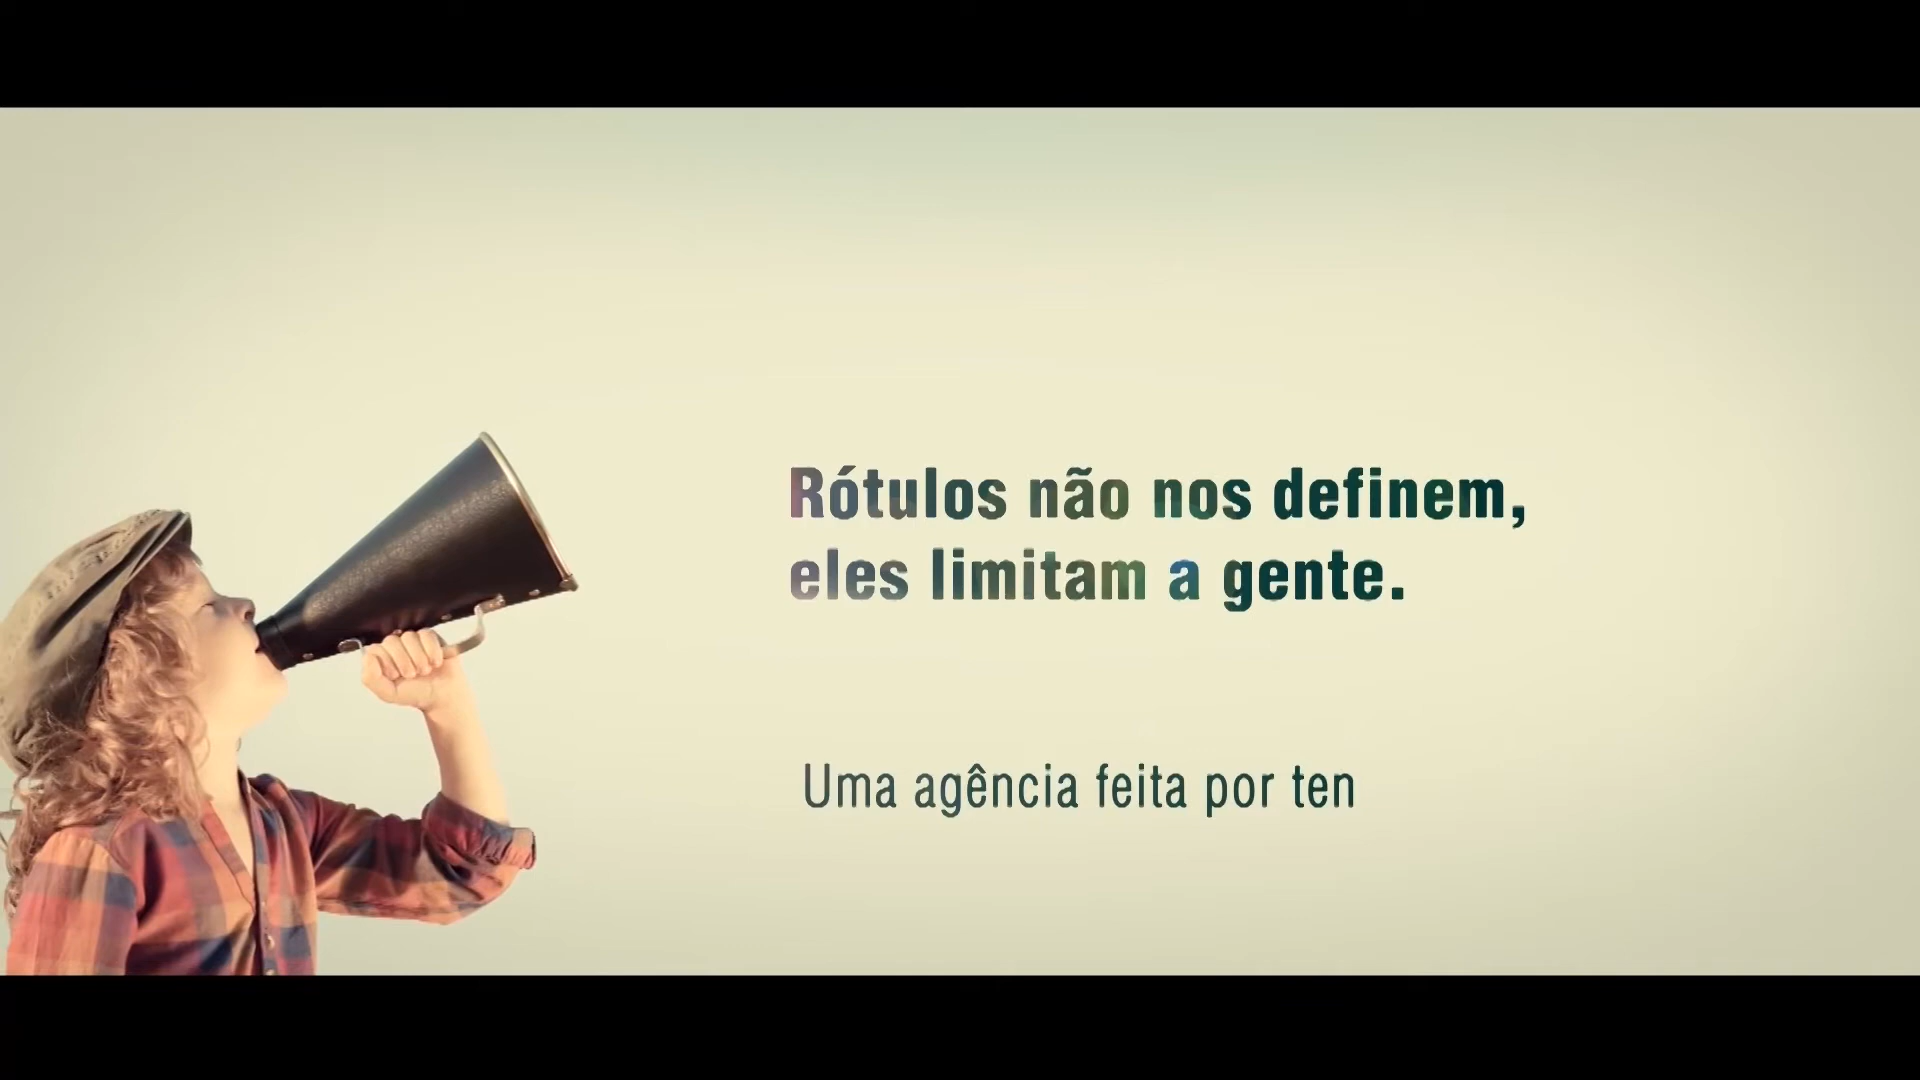 Rótulos não nos definem,
eles limitam a gente.
Uma agência feita por ten